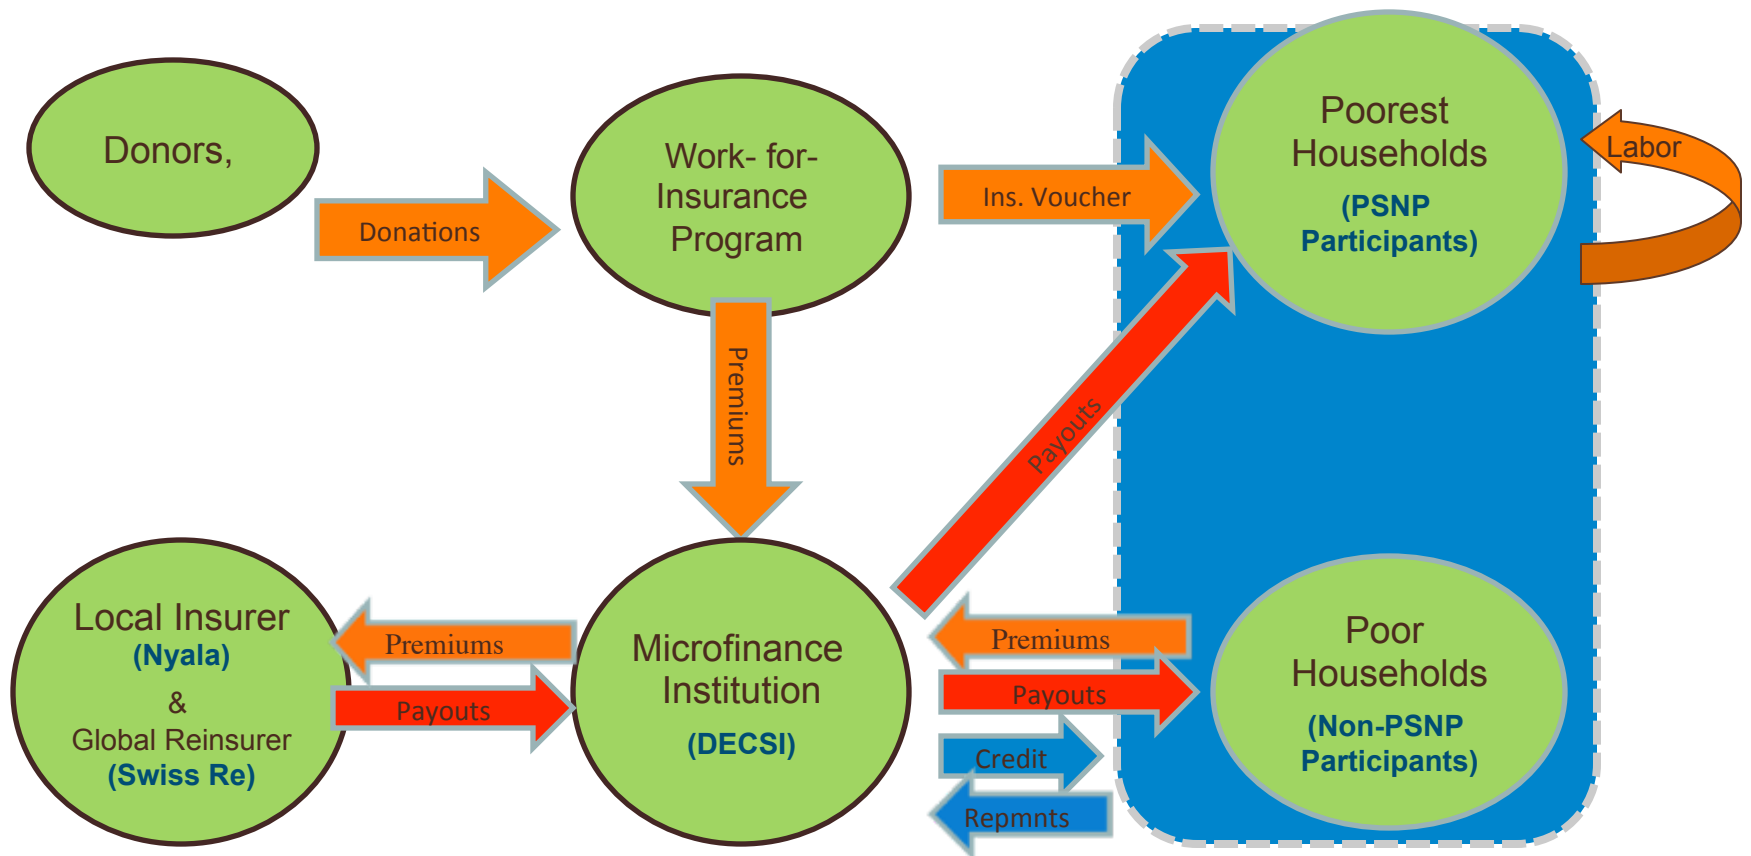 Donors,
Donations
Work- for-
Insurance
Program
Ins. Voucher
Poorest
Households
(PSNP
Participants)
Labor
Premiums
Payouts
Local Insurer
(Nyala)
&
Global Reinsurer
(Swiss Re)
Premiums
Payouts
Microfinance
Institution
(DECSI)
Premiums
Payouts
Credit
Repmnts
Poor
Households
(Non-PSNP
Participants)